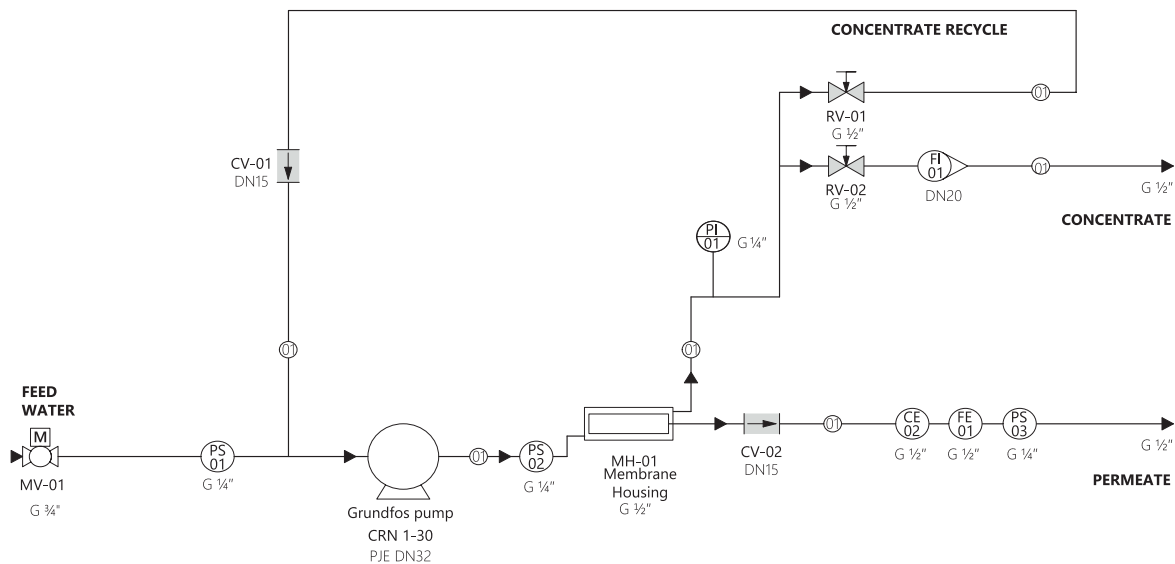 CONCENTRATE RECYCLE
01
RV-01
G ½"
CV-01
DN15
FI
01
01
RV-02
G ½"
DN20
G ½"
CONCENTRATE
PI
01
G ¼"
01
01
FEED
WATER
M
MV-01
G ¾"
PS
01
G ¼"
Grundfos pump
CRN 1-30
PJE DN32
01
PS
02
G ¼"
MH-01
Membrane
Housing
G ½"
CV-02
DN15
01
CE
02
G ½"
FE
01
G ½"
PS
03
G ¼"
G ½"
PERMEATE